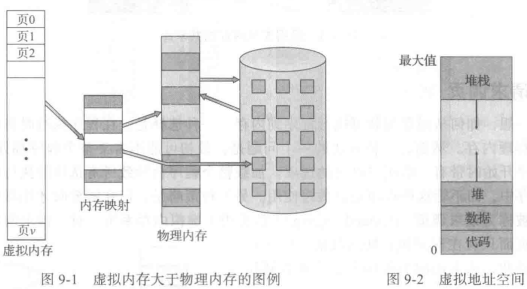 页0
页1
页2
页v
虚拟内存
内存映射
物理内存
图 9-1 虚拟内存大于物理内存的图例
最大值
堆栈
堆
数据
代码
0
图 9-2 虚拟地址空间